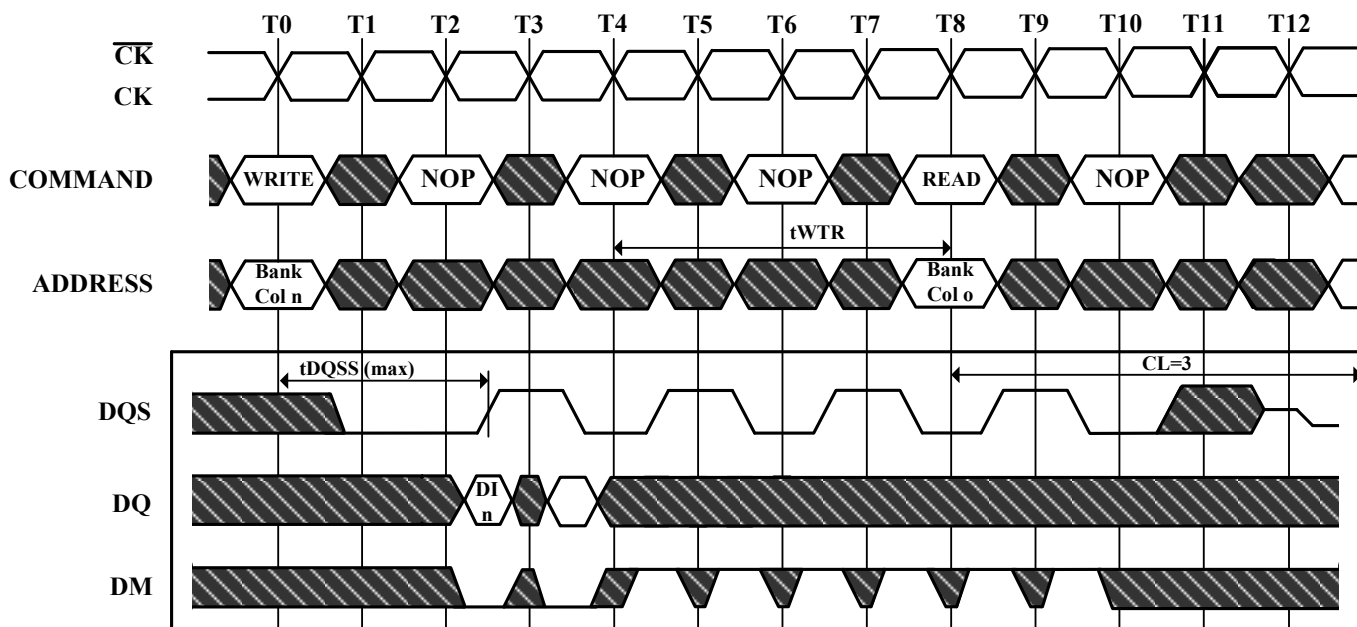 T0 T1 T2 T3 T4 T5 T6 T7 T8 T9 T10 T11 T12
CK
CK
COMMAND WRITE NOP NOP NOP READ NOP
tWTR
ADDRESS Bank Col n Bank Col o
tDQSS (max) CL=3
DQS
DQ DI n
DM